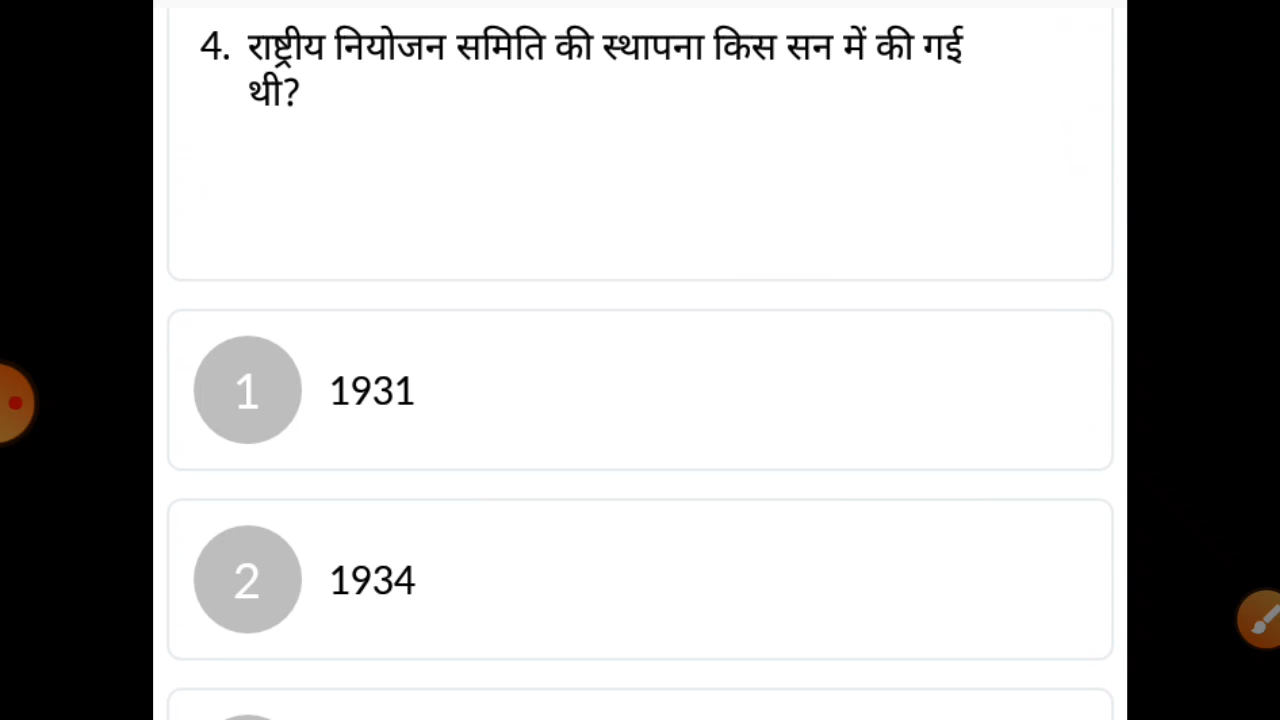 4. राष्ट्रीय नियोजन समिति की स्थापना किस सन में की गई
थी?
1 1931
2 1934